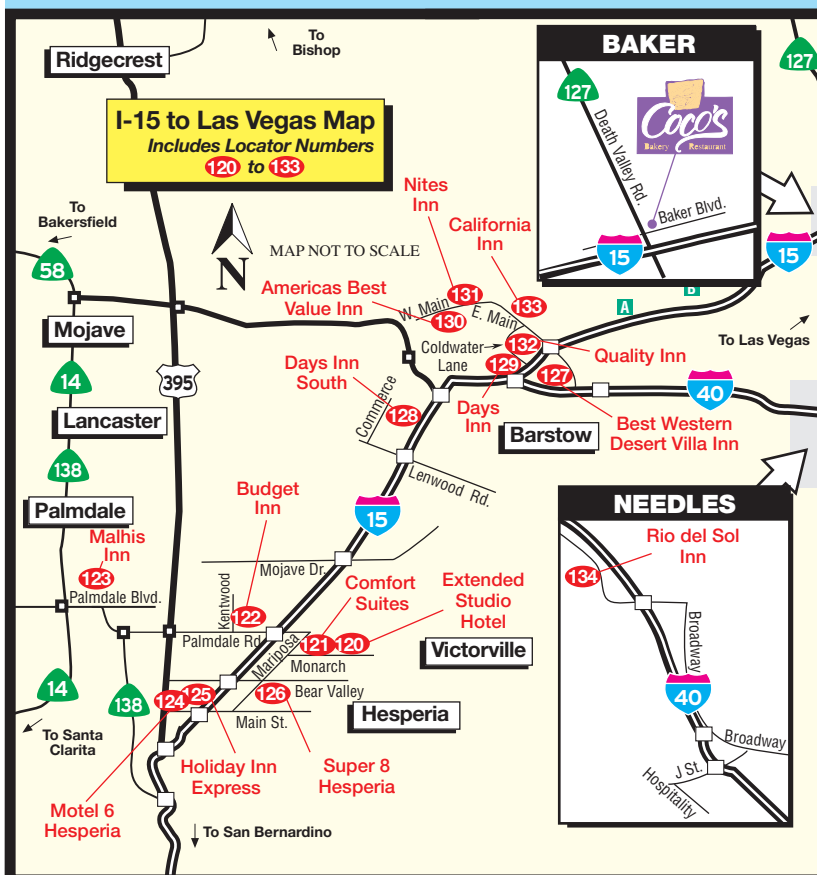 To
Bishop
Ridgecrest
BAKER
127
127
Coco's
Bakery Restaurant
Death Valley Rd.
Baker Blvd.
15
15
I-15 to Las Vegas Map
Includes Locator Numbers
120 to 133
To
Bakersfield
58
N
MAP NOT TO SCALE
Nites
Inn
California
Inn
Americas Best
Value Inn
131
W. Main
130
133
E. Main
A
B
To Las Vegas
Mojave
Coldwater
Lane
132
Quality Inn
129
127
Days Inn
South
14
395
Commerce
128
Days
Inn
Barstow
40
Best Western
Desert Villa Inn
Lancaster
138
Lenwood Rd.
Palmdale
Budget
Inn
15
NEEDLES
Rio del Sol
Inn
134
Broadway
40
Broadway
J St.
Hospitality
Malhis
Inn
123
Palmdale Blvd.
Mojave Dr.
Kentwood
122
Comfort
Suites
Extended
Studio
Hotel
Palmdale Rd.
Mariposa
121
120
Victorville
Monarch
14
138
124
125
126
Bear Valley
Main St.
Hesperia
To Santa
Clarita
Holiday Inn
Express
Super 8
Hesperia
Motel 6
Hesperia
To San Bernardino